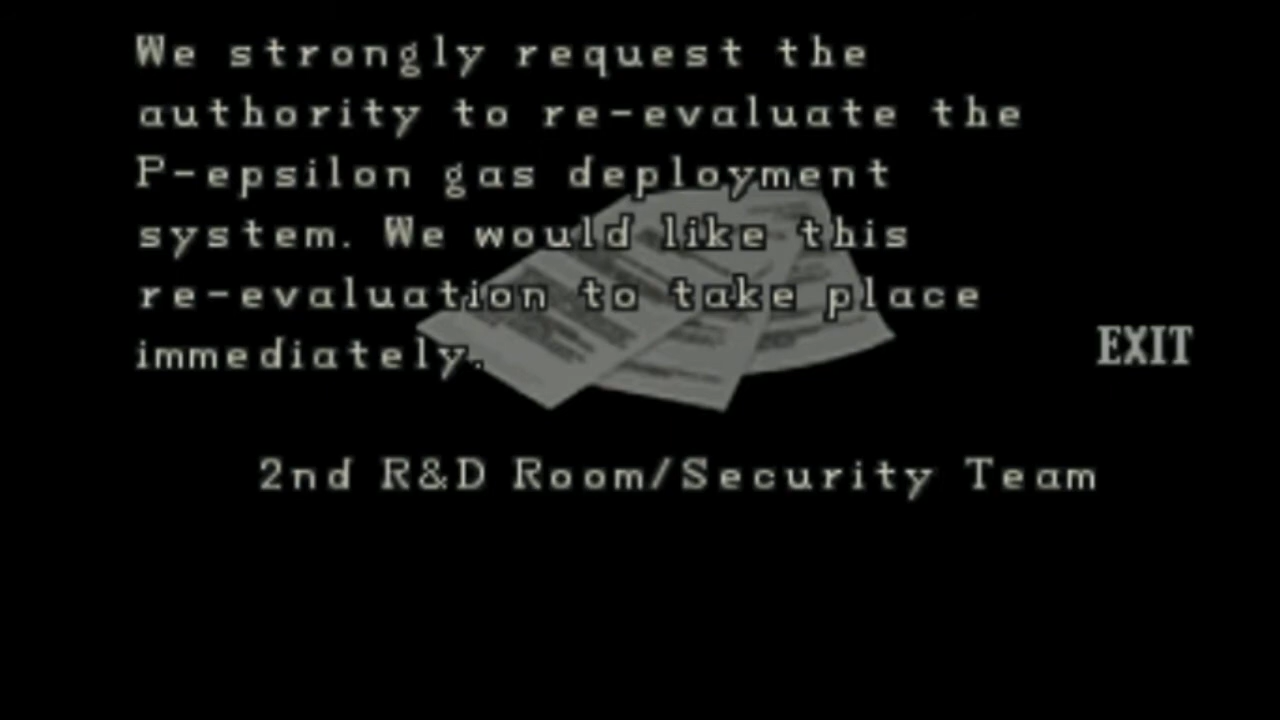 We strongly request the
authority to re-evaluate the
P-epsilon gas deployment
system. We would like this
re-evaluation to take place
immediately.
EXIT
2nd R&D Room/Security Team